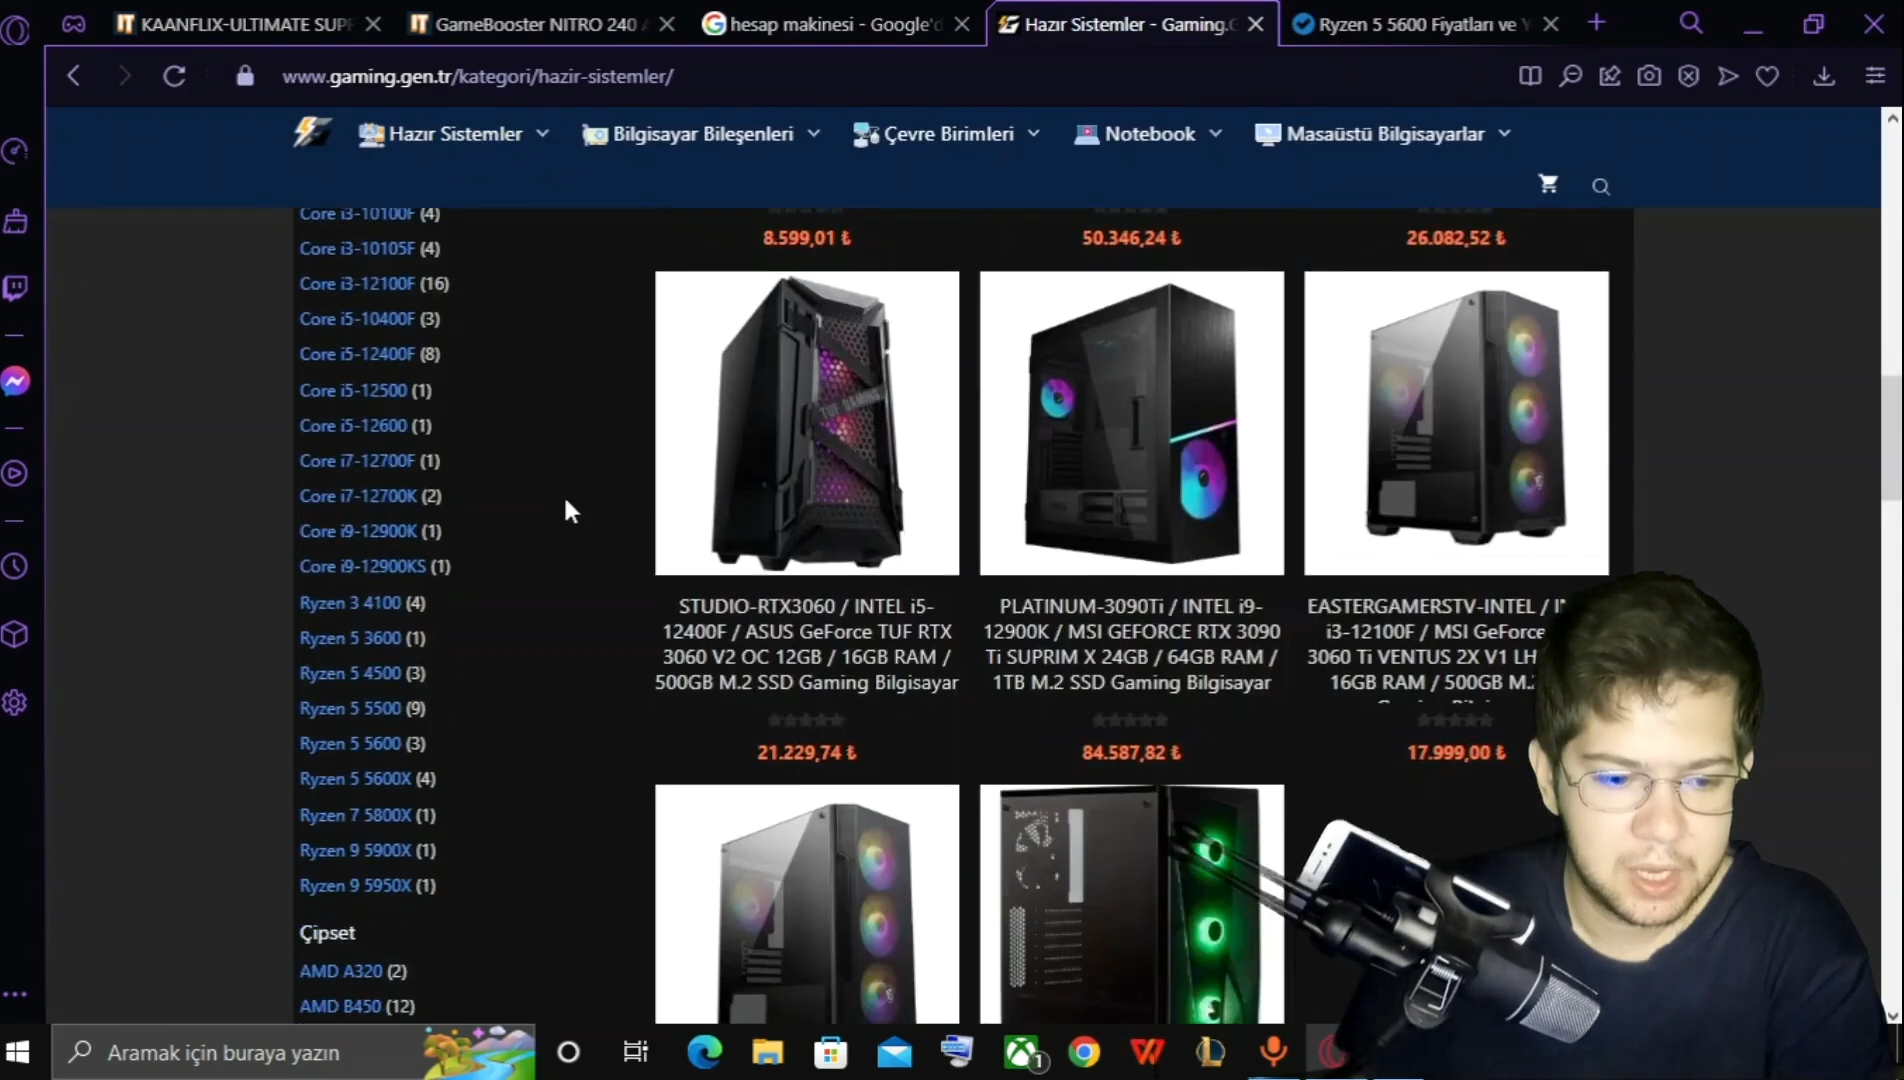 KAANFLIX-ULTIMATE SUP
GameBooster NITRO 240
hesap makinesi - Google'd
Hazır Sistemler - Gaming.
Ryzen 5 5600 Fiyatları ve
www.gaming.gen.tr/kategori/hazir-sistemler/
Hazır Sistemler
Bilgisayar Bileşenleri
Çevre Birimleri
Notebook
Masaüstü Bilgisayarlar
Core i3-10100F (4)
Core i3-10105F (4)
Core i3-12100F (16)
Core i5-10400F (3)
Core i5-12400F (8)
Core i5-12500 (1)
Core i5-12600 (1)
Core i7-12700F (1)
Core i7-12700K (2)
Core i9-12900K (1)
Core i9-12900KS (1)
Ryzen 3 4100 (4)
Ryzen 5 3600 (1)
Ryzen 5 4500 (3)
Ryzen 5 5500 (9)
Ryzen 5 5600 (3)
Ryzen 5 5600X (4)
Ryzen 7 5800X (1)
Ryzen 9 5900X (1)
Ryzen 9 5950X (1)
Çipset
AMD A320 (2)
AMD B450 (12)
8.599,01 ₺
50.346,24 ₺
26.082,52 ₺
TUF GAMING
STUDIO-RTX3060 / INTEL i5-
12400F / ASUS GeForce TUF RTX
3060 V2 OC 12GB / 16GB RAM /
500GB M.2 SSD Gaming Bilgisayar
21.229,74 ₺
PLATINUM-3090Ti / INTEL i9-
12900K / MSI GEFORCE RTX 3090
Ti SUPRIM X 24GB / 64GB RAM /
1TB M.2 SSD Gaming Bilgisayar
84.587,82 ₺
EASTERGAMERSTV-INTEL /
i3-12100F / MSI GeForce
3060 Ti VENTUS 2X V1 LH
16GB RAM / 500GB M.2
17.999,00 ₺
Aramak için buraya yazın
1